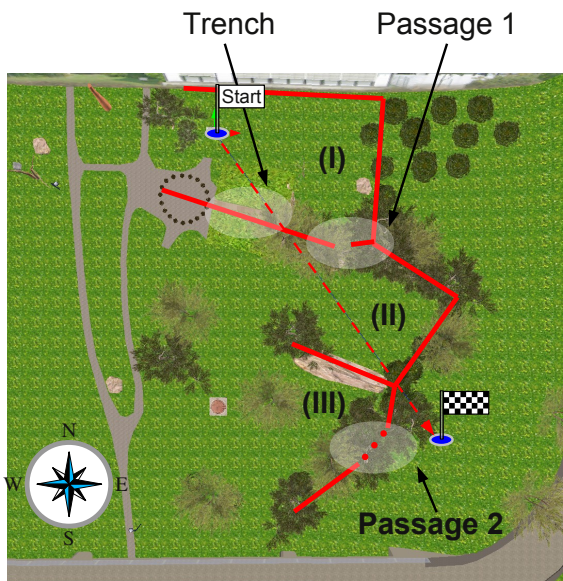 Trench
Passage 1
Start
(I)
(II)
(III)
N
W
E
S
Passage 2